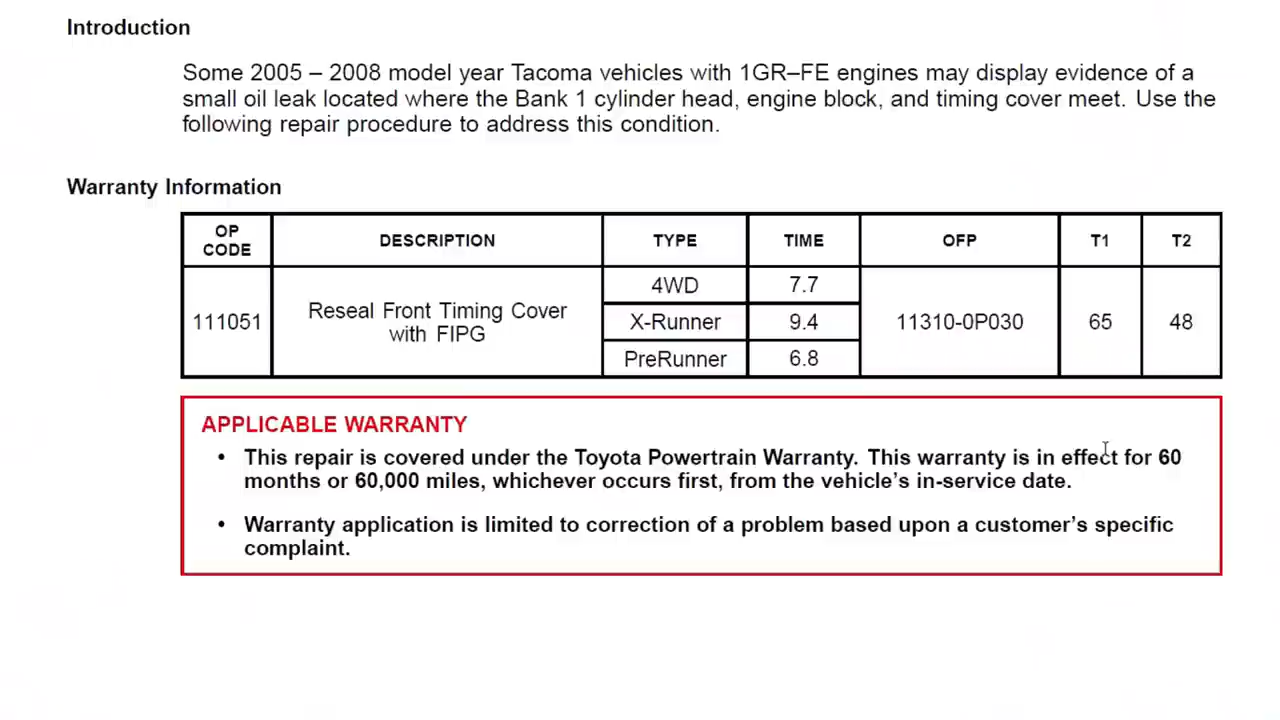 Introduction
Some 2005 – 2008 model year Tacoma vehicles with 1GR–FE engines may display evidence of a
small oil leak located where the Bank 1 cylinder head, engine block, and timing cover meet. Use the
following repair procedure to address this condition.
Warranty Information
OP CODE DESCRIPTION TYPE TIME OFP T1 T2
111051 Reseal Front Timing Cover with FIPG 4WD 7.7 11310-0P030 65 48
X-Runner 9.4
PreRunner 6.8
APPLICABLE WARRANTY
• This repair is covered under the Toyota Powertrain Warranty. This warranty is in effect for 60
months or 60,000 miles, whichever occurs first, from the vehicle's in-service date.
• Warranty application is limited to correction of a problem based upon a customer's specific
complaint.